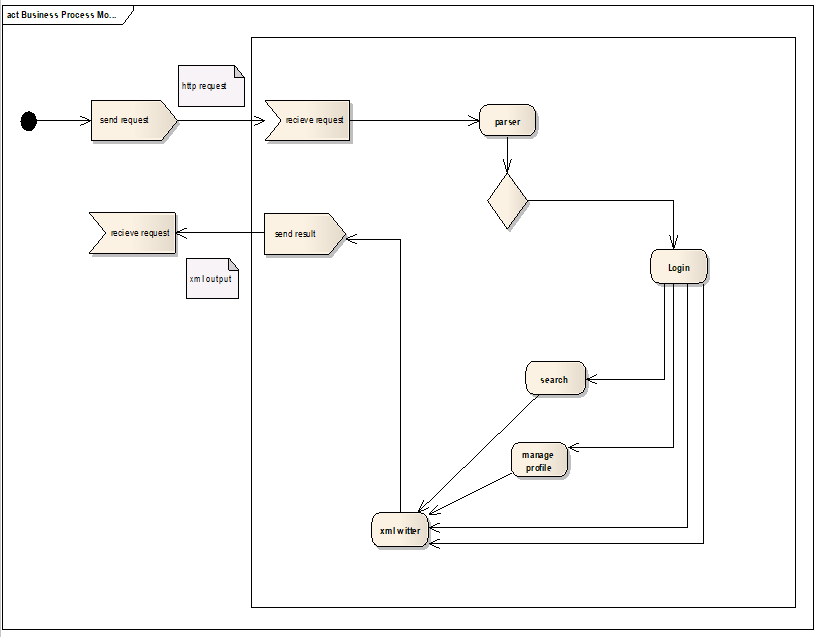 act Business Process Mo...
http request
send request
recieve request
parser
recieve request
send result
xml output
Login
search
manage
profile
xml witter